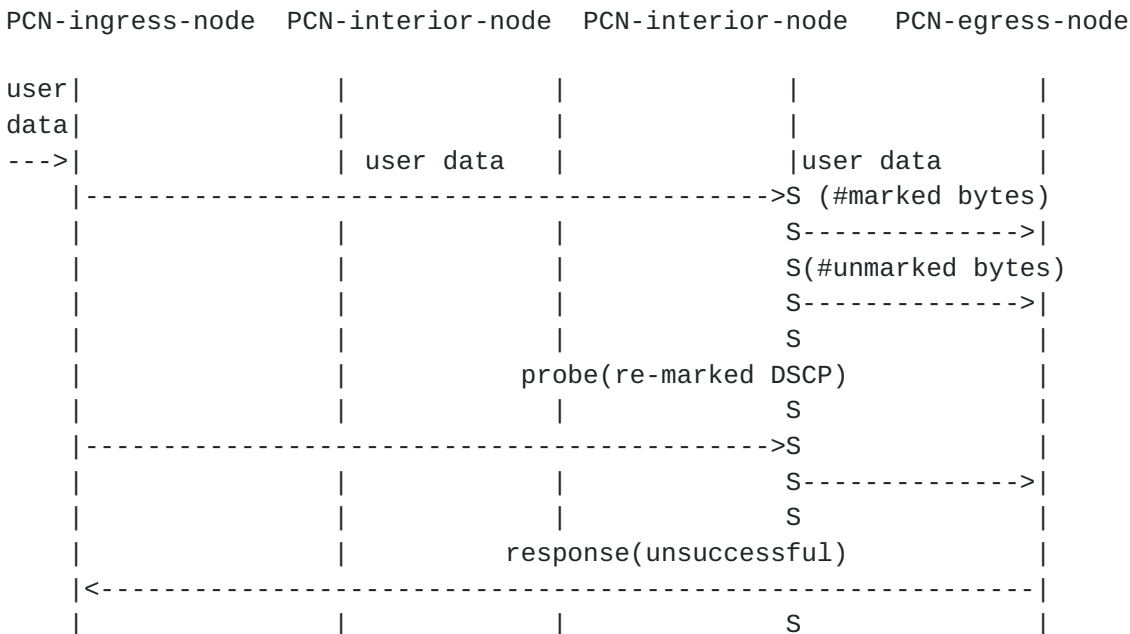 PCN-ingress-node  PCN-interior-node  PCN-interior-node   PCN-egress-node
user|                |             |              |               |
data|                |             |              |               |
--->|                | user data   |              |user data      |
    |-------------------------------------------->S (#marked bytes)
    |                |             |              S-------------->|
    |                |             |              S(#unmarked bytes)
    |                |             |              S-------------->|
    |                |             |              S               |
    |                |           probe(re-marked DSCP)            |
    |                |             |              S               |
    |-------------------------------------------->S               |
    |                |             |              S-------------->|
    |                |             |              S               |
    |                |          response(unsuccessful)            |
    |<------------------------------------------------------------|
    |                |             |              S               |